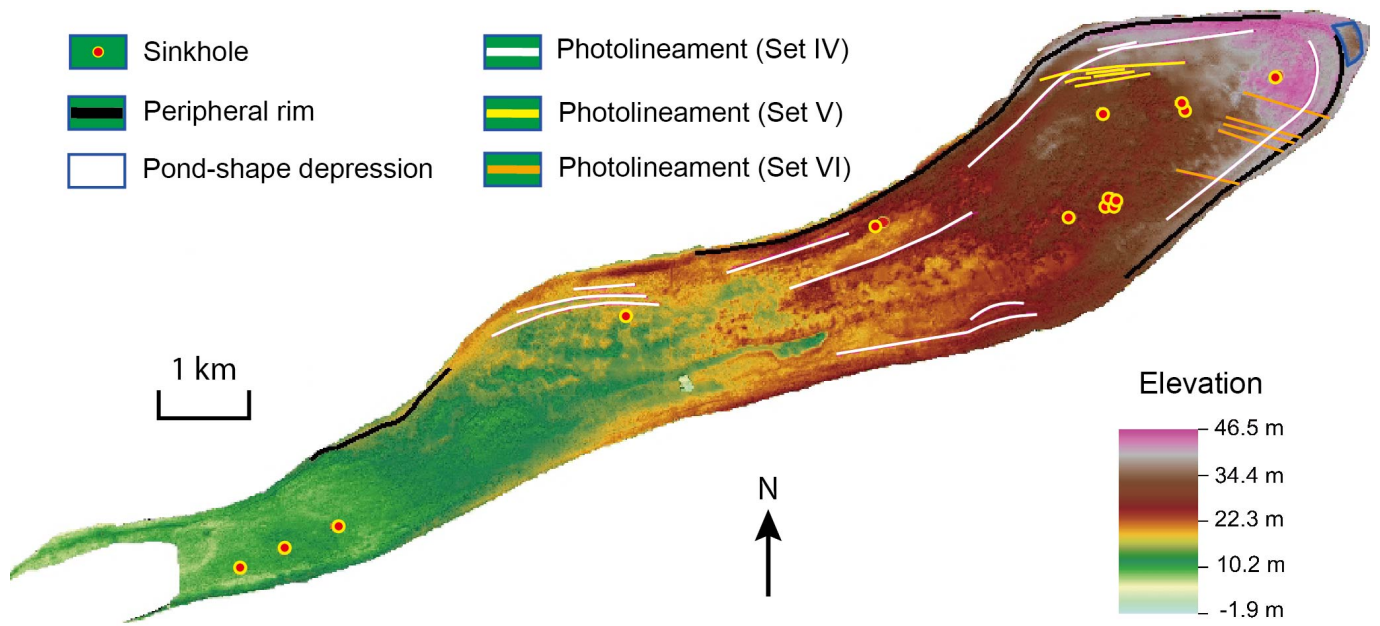 Sinkhole
Peripheral rim
Pond-shape depression
Photolineament (Set IV)
Photolineament (Set V)
Photolineament (Set VI)
1 km
N
Elevation
46.5 m
34.4 m
22.3 m
10.2 m
-1.9 m